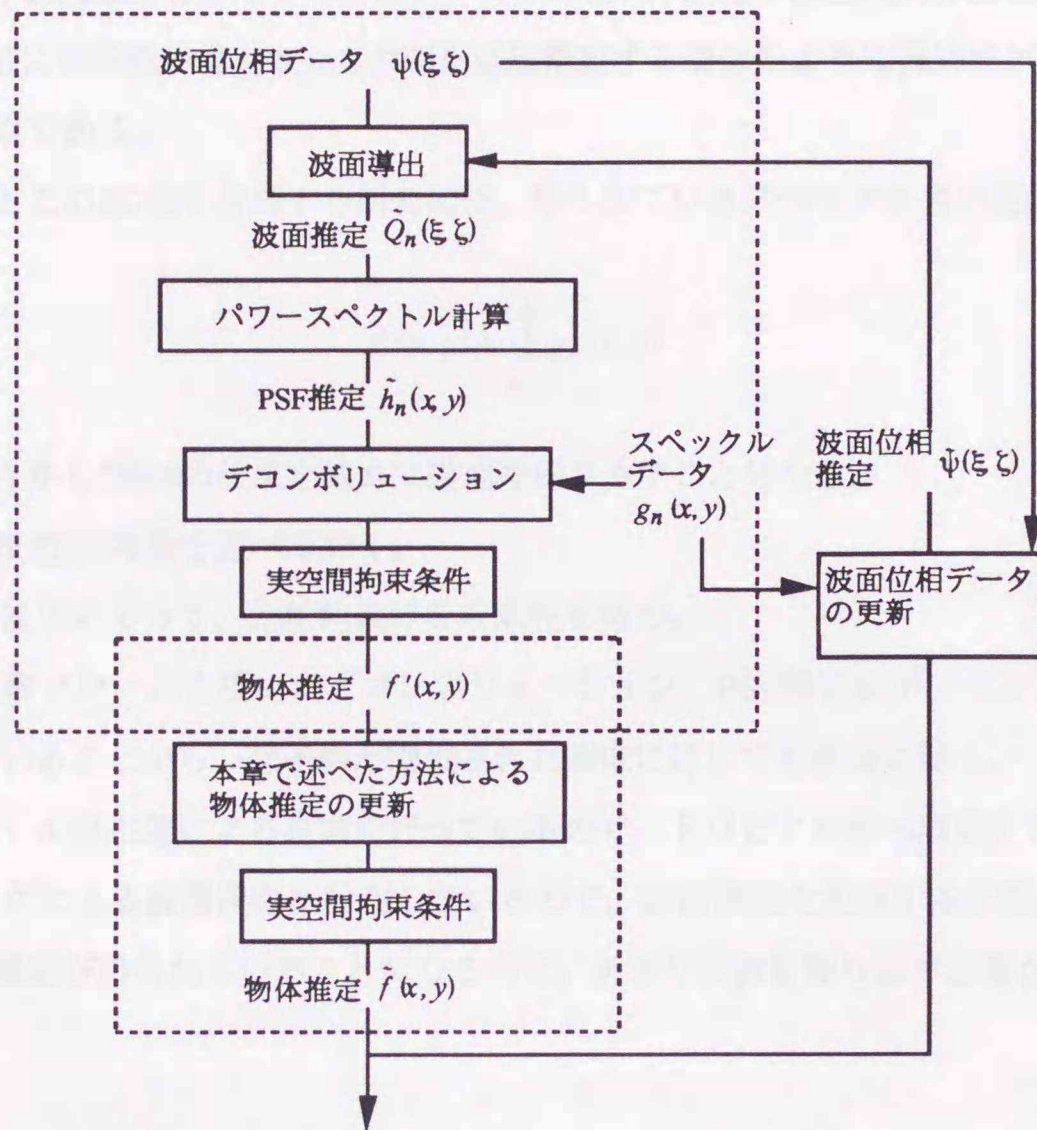 波面位相データ ψ(ξ,ζ)
波面導出
波面推定 Q̃n(ξ,ζ)
パワースペクトル計算
PSF推定 h̃n(x,y)
デコンボリューショ
スペックル
データ
gn(x,y)
波面位相
推定
ψ̃(ξ,ζ)
実空間拘束条件
波面位相データ
の更新
物体推定 f'(x,y)
本章で述べた方法による
物体推定の更新
実空間拘束条件
物体推定 f̃(x,y)